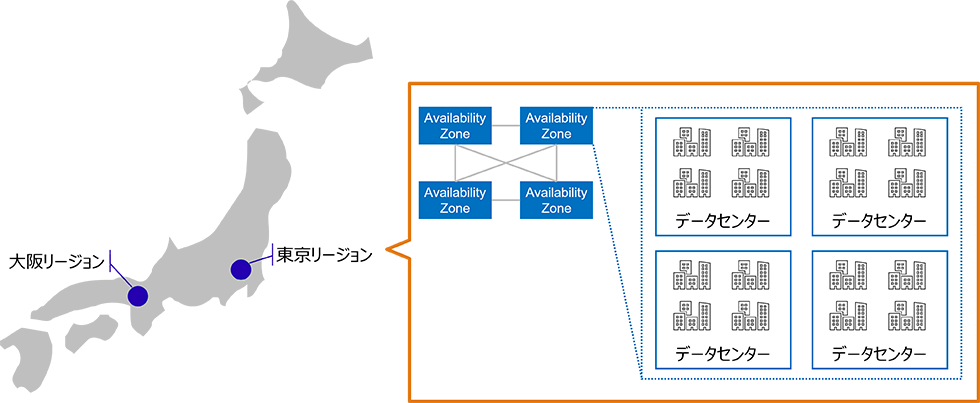 大阪リージョン
東京リージョン
Availability
Zone
Availability
Zone
Availability
Zone
Availability
Zone
データセンター
データセンター
データセンター
データセンター